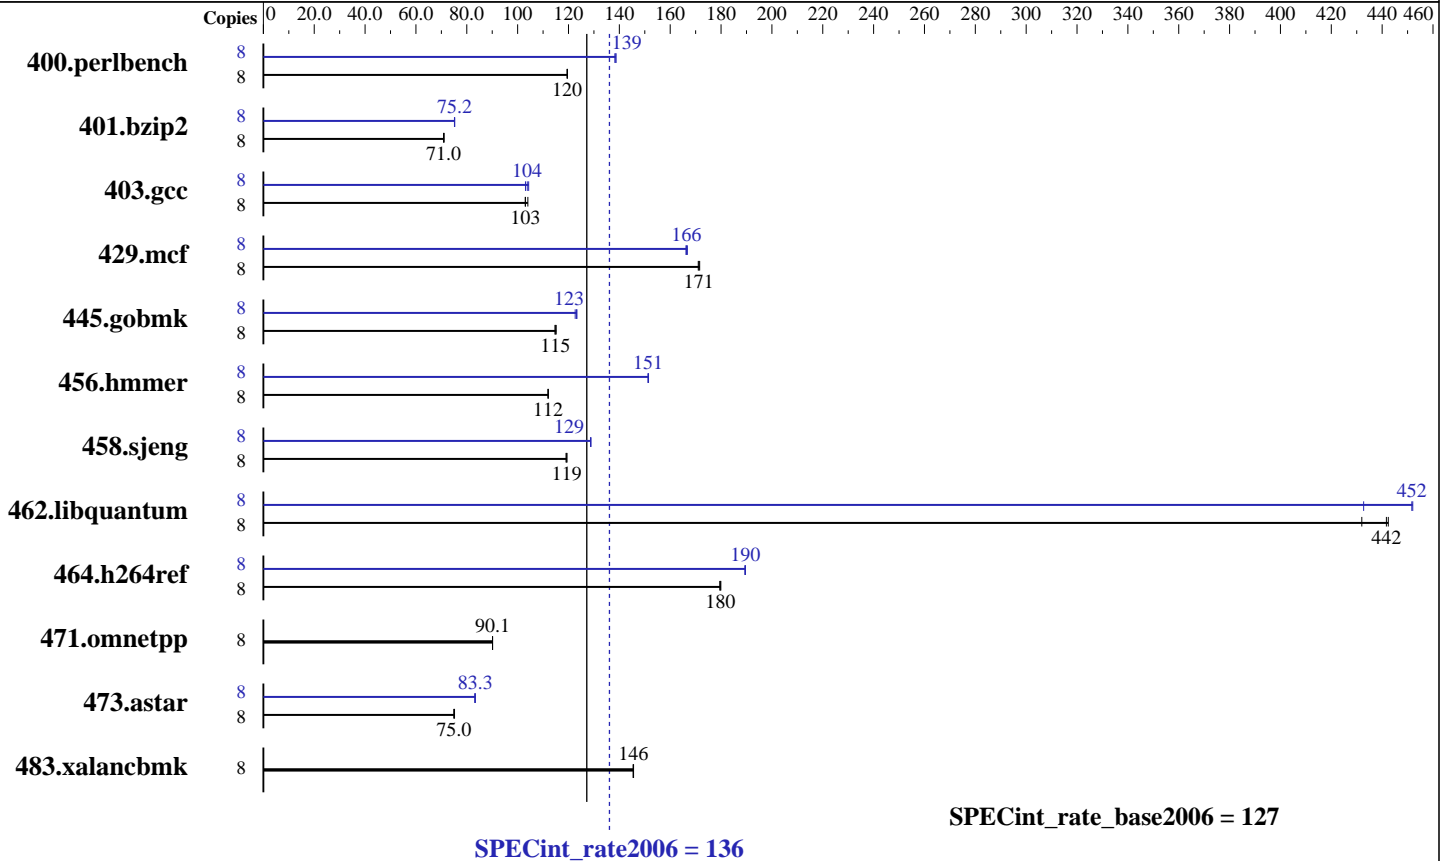 Copies 0 20.0 40.0 60.0 80.0 100 120 140 160 180 200 220 240 260 280 300 320 340 360 380 400 420 440 460
400.perlbench 8 139
8 120
401.bzip2 8 75.2
8 71.0
403.gcc 8 104
8 103
429.mcf 8 166
8 171
445.gobmk 8 123
8 115
456.hmmer 8 151
8 112
458.sjeng 8 129
8 119
462.libquantum 8 452
8 442
464.h264ref 8 190
8 180
471.omnetpp 8 90.1
473.astar 8 83.3
8 75.0
483.xalancbmk 8 146
SPECint_rate_base2006 = 127
SPECint_rate2006 = 136